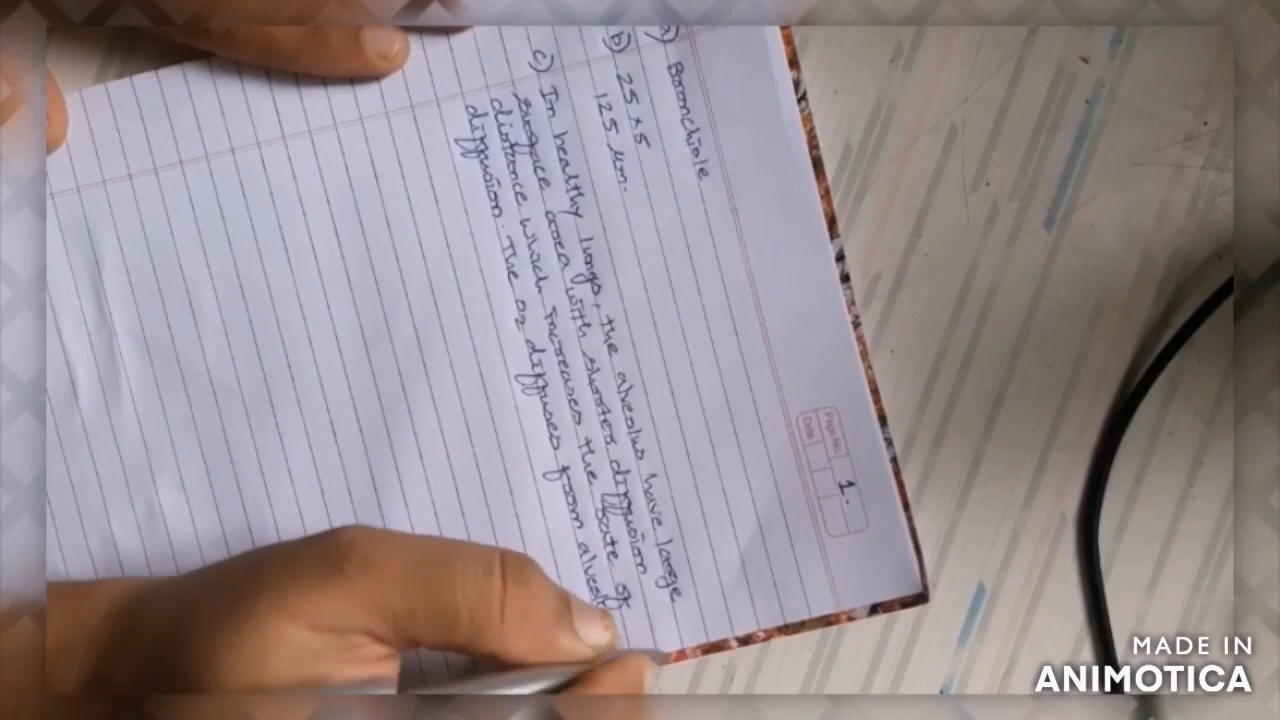 Page No.
Date
1.
a) Bronchiole
b) 25 × 5
125 μm.
c) In healthy lungs, the alveolus have large
surface area with shorter diffusion
distance which increases the rate of
diffusion. The O2 diffuses from alveoli
MADE IN
ANIMOTICA